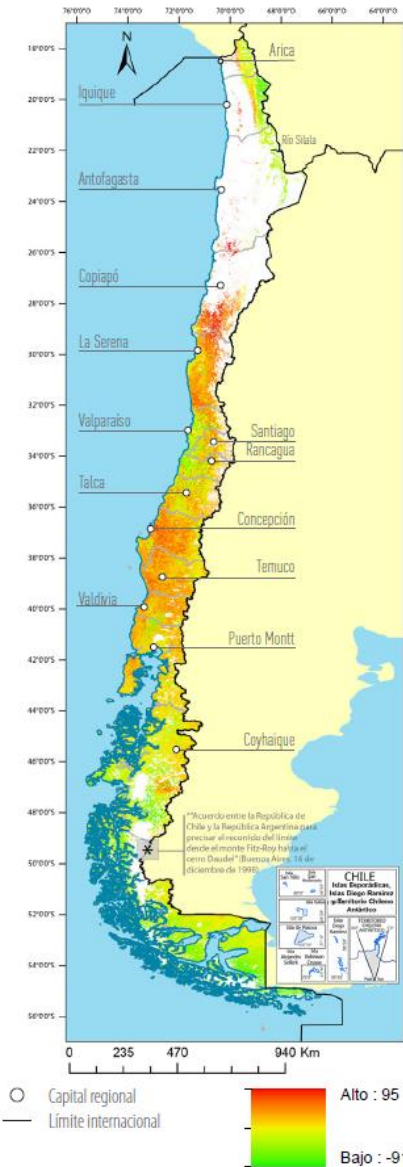 76°0'0"W 74°0'0"W 72°0'0"W 70°0'0"W 68°0'0"W 66°0'0"W 64°0'0"W
N
Arica
18°0'0"S
Iquique
20°0'0"S
Río Silala
22°0'0"S
Antofagasta
24°0'0"S
26°0'0"S
Copiapó
28°0'0"S
La Serena
30°0'0"S
32°0'0"S
Valparaíso
Santiago
34°0'0"S
Rancagua
Talca
36°0'0"S
Concepción
38°0'0"S
Temuco
Valdivia
40°0'0"S
Puerto Montt
42°0'0"S
44°0'0"S
Coyhaique
46°0'0"S
48°0'0"S
"Acuerdo entre la República de
Chile y la República Argentina para
precisar el recorrido del límite
desde el monte Fitz-Roy hasta el
cerro Daudet" (Buenos Aires, 16 de
diciembre de 1998)
50°0'0"S
CHILE
Islas Esporádicas,
Islas Diego Ramírez
y Territorio Chileno
Antártico
52°0'0"S
54°0'0"S
56°0'0"S
0 235 470 940 Km
Capital regional
Límite internacional
Alto : 95
Bajo : -91